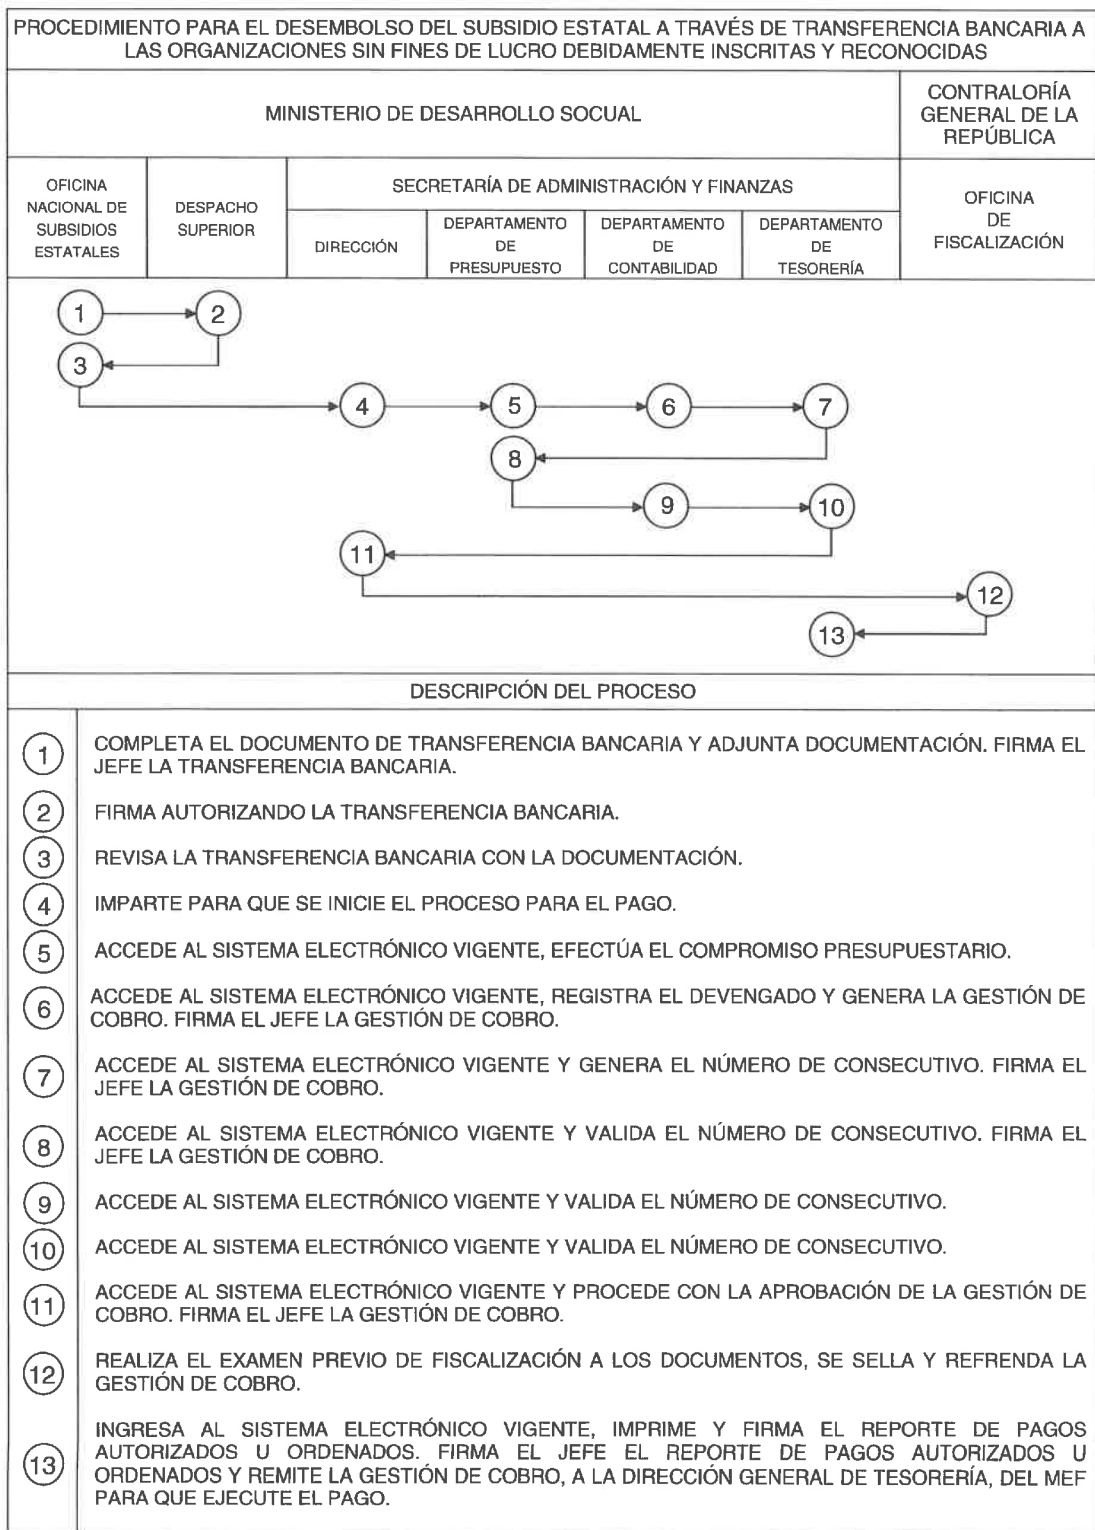 PROCEDIMIENTO PARA EL DESEMBOLSO DEL SUBSIDIO ESTATAL A TRAVÉS DE TRANSFERENCIA BANCARIA A
LAS ORGANIZACIONES SIN FINES DE LUCRO DEBIDAMENTE INSCRITAS Y RECONOCIDAS
MINISTERIO DE DESARROLLO SOCUAL
CONTRALORÍA
GENERAL DE LA
REPÚBLICA
OFICINA
NACIONAL DE
SUBSIDIOS
ESTATALES
DESPACHO
SUPERIOR
SECRETARÍA DE ADMINISTRACIÓN Y FINANZAS
DIRECCIÓN
DEPARTAMENTO
DE
PRESUPUESTO
DEPARTAMENTO
DE
CONTABILIDAD
DEPARTAMENTO
DE
TESORERÍA
OFICINA
DE
FISCALIZACIÓN
1
2
3
4
5
6
7
8
9
10
11
12
13
DESCRIPCIÓN DEL PROCESO
1
COMPLETA EL DOCUMENTO DE TRANSFERENCIA BANCARIA Y ADJUNTA DOCUMENTACIÓN. FIRMA EL
JEFE LA TRANSFERENCIA BANCARIA.
2
FIRMA AUTORIZANDO LA TRANSFERENCIA BANCARIA.
3
REVISA LA TRANSFERENCIA BANCARIA CON LA DOCUMENTACIÓN.
4
IMPARTE PARA QUE SE INICIE EL PROCESO PARA EL PAGO.
5
ACCEDE AL SISTEMA ELECTRÓNICO VIGENTE, EFECTÚA EL COMPROMISO PRESUPUESTARIO.
6
ACCEDE AL SISTEMA ELECTRÓNICO VIGENTE, REGISTRA EL DEVENGADO Y GENERA LA GESTIÓN DE
COBRO. FIRMA EL JEFE LA GESTIÓN DE COBRO.
7
ACCEDE AL SISTEMA ELECTRÓNICO VIGENTE Y GENERA EL NÚMERO DE CONSECUTIVO. FIRMA EL
JEFE LA GESTIÓN DE COBRO.
8
ACCEDE AL SISTEMA ELECTRÓNICO VIGENTE Y VALIDA EL NÚMERO DE CONSECUTIVO. FIRMA EL
JEFE LA GESTIÓN DE COBRO.
9
ACCEDE AL SISTEMA ELECTRÓNICO VIGENTE Y VALIDA EL NÚMERO DE CONSECUTIVO.
10
ACCEDE AL SISTEMA ELECTRÓNICO VIGENTE Y VALIDA EL NÚMERO DE CONSECUTIVO.
11
ACCEDE AL SISTEMA ELECTRÓNICO VIGENTE Y PROCEDE CON LA APROBACIÓN DE LA GESTIÓN DE
COBRO. FIRMA EL JEFE LA GESTIÓN DE COBRO.
12
REALIZA EL EXAMEN PREVIO DE FISCALIZACIÓN A LOS DOCUMENTOS, SE SELLA Y REFRENDA LA
GESTIÓN DE COBRO.
13
INGRESA AL SISTEMA ELECTRÓNICO VIGENTE, IMPRIME Y FIRMA EL REPORTE DE PAGOS
AUTORIZADOS U ORDENADOS. FIRMA EL JEFE EL REPORTE DE PAGOS AUTORIZADOS U
ORDENADOS Y REMITE LA GESTIÓN DE COBRO, A LA DIRECCIÓN GENERAL DE TESORERÍA, DEL MEF
PARA QUE EJECUTE EL PAGO.